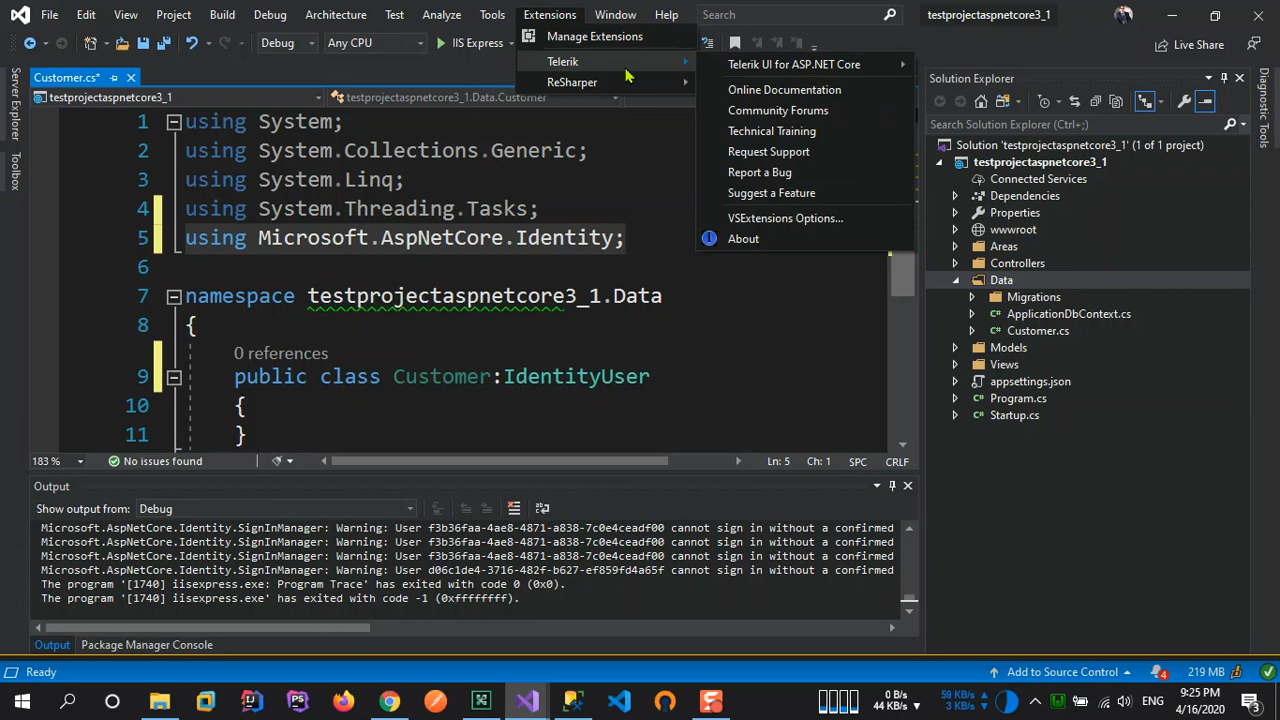 File Edit View Project Build Debug Architecture Test Analyze Tools Extensions Window Help Search testprojectaspnetcore3_1
Debug Any CPU IIS Express Live Share
Manage Extensions
Telerik
ReSharper
Telerik UI for ASP.NET Core
Online Documentation
Community Forums
Technical Training
Request Support
Report a Bug
Suggest a Feature
VSExtensions Options...
About
Server Explorer
Toolbox
Customer.cs*
testprojectaspnetcore3_1 testprojectaspnetcore3_1.Data.Customer
1 using System;
2 using System.Collections.Generic;
3 using System.Linq;
4 using System.Threading.Tasks;
5 using Microsoft.AspNetCore.Identity;
6
7 namespace testprojectaspnetcore3_1.Data
8 {
0 references
9 public class Customer:IdentityUser
10 {
11 }
183 % No issues found Ln: 5 Ch: 1 SPC CRLF
Output
Show output from: Debug
Microsoft.AspNetCore.Identity.SignInManager: Warning: User f3b36faa-4ae8-4871-a838-7c0e4ceadf00 cannot sign in without a confirmed
Microsoft.AspNetCore.Identity.SignInManager: Warning: User f3b36faa-4ae8-4871-a838-7c0e4ceadf00 cannot sign in without a confirmed
Microsoft.AspNetCore.Identity.SignInManager: Warning: User f3b36faa-4ae8-4871-a838-7c0e4ceadf00 cannot sign in without a confirmed
Microsoft.AspNetCore.Identity.SignInManager: Warning: User d06c1de4-3716-482f-b627-ef859fd4a65f cannot sign in without a confirmed
The program '[1740] iisexpress.exe: Program Trace' has exited with code 0 (0x0).
The program '[1740] iisexpress.exe' has exited with code -1 (0xffffffff).
Output Package Manager Console
Solution Explorer
Search Solution Explorer (Ctrl+;)
Solution 'testprojectaspnetcore3_1' (1 of 1 project)
testprojectaspnetcore3_1
Connected Services
Dependencies
Properties
wwwroot
Areas
Controllers
Data
Migrations
ApplicationDbContext.cs
Customer.cs
Models
Views
appsettings.json
Program.cs
Startup.cs
Diagnostic Tools
Ready Add to Source Control 4 219 MB
0 B/s
44 KB/s
59 KB/s
3 KB/s
ENG
9:25 PM
4/16/2020
3